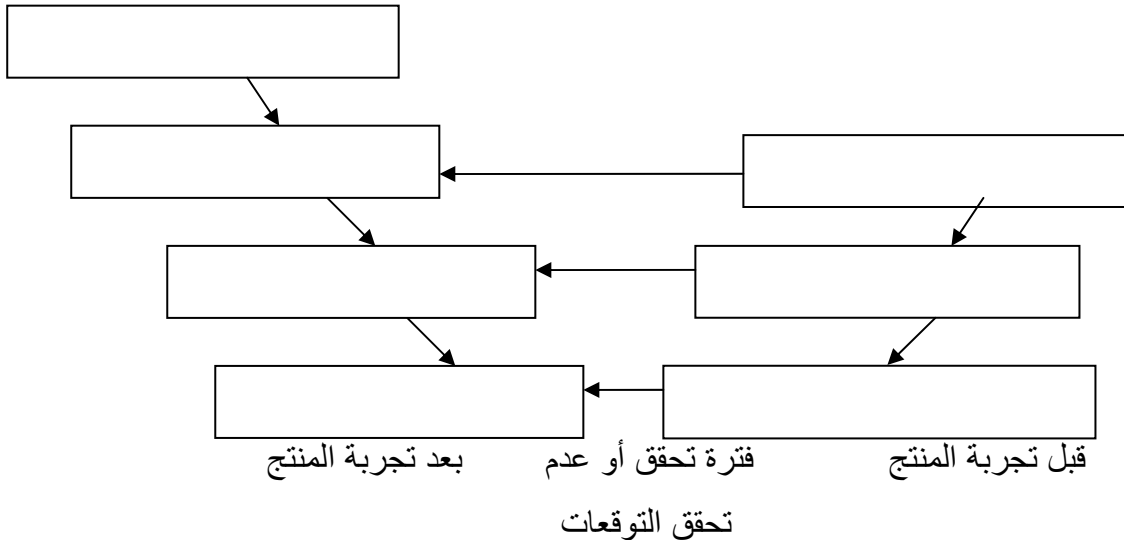 قبل تجربة المنتج
فترة تحقق أو عدم
تحقق التوقعات
بعد تجربة المنتج